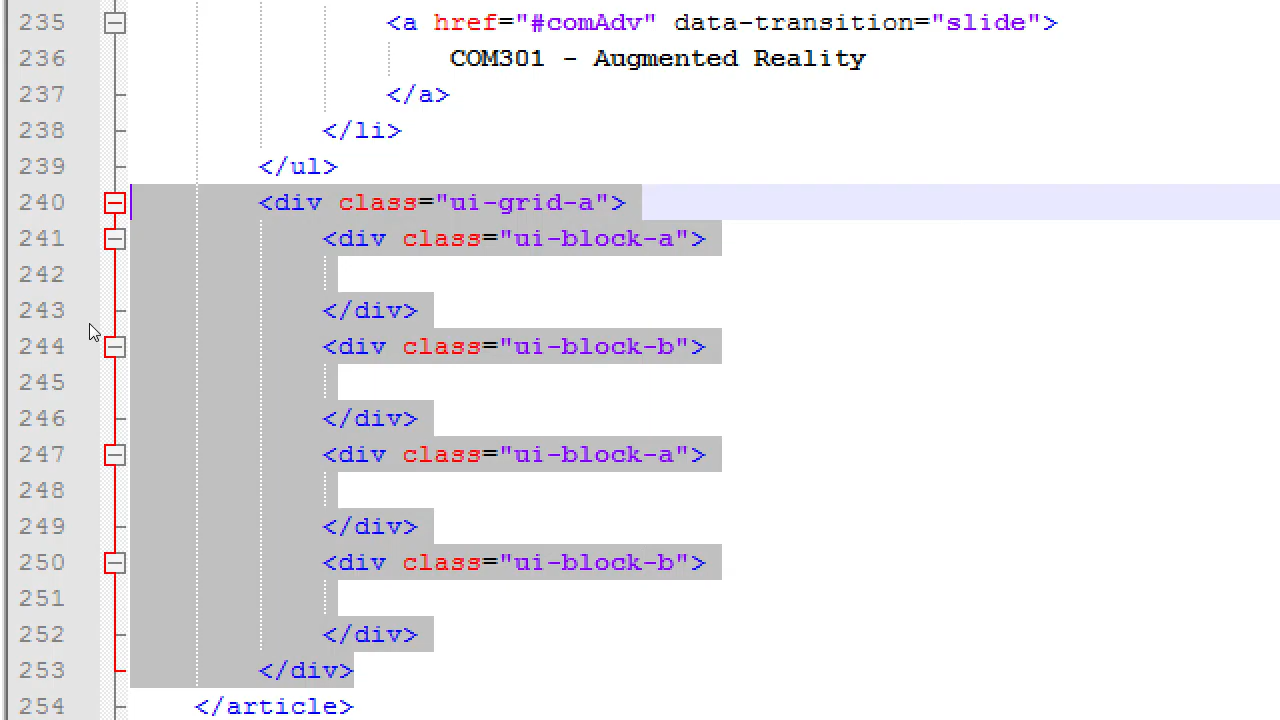 235 <a href="#comAdv" data-transition="slide">
236 COM301 - Augmented Reality
237 </a>
238 </li>
239 </ul>
240 <div class="ui-grid-a">
241 <div class="ui-block-a">
242
243 </div>
244 <div class="ui-block-b">
245
246 </div>
247 <div class="ui-block-a">
248
249 </div>
250 <div class="ui-block-b">
251
252 </div>
253 </div>
254 </article>